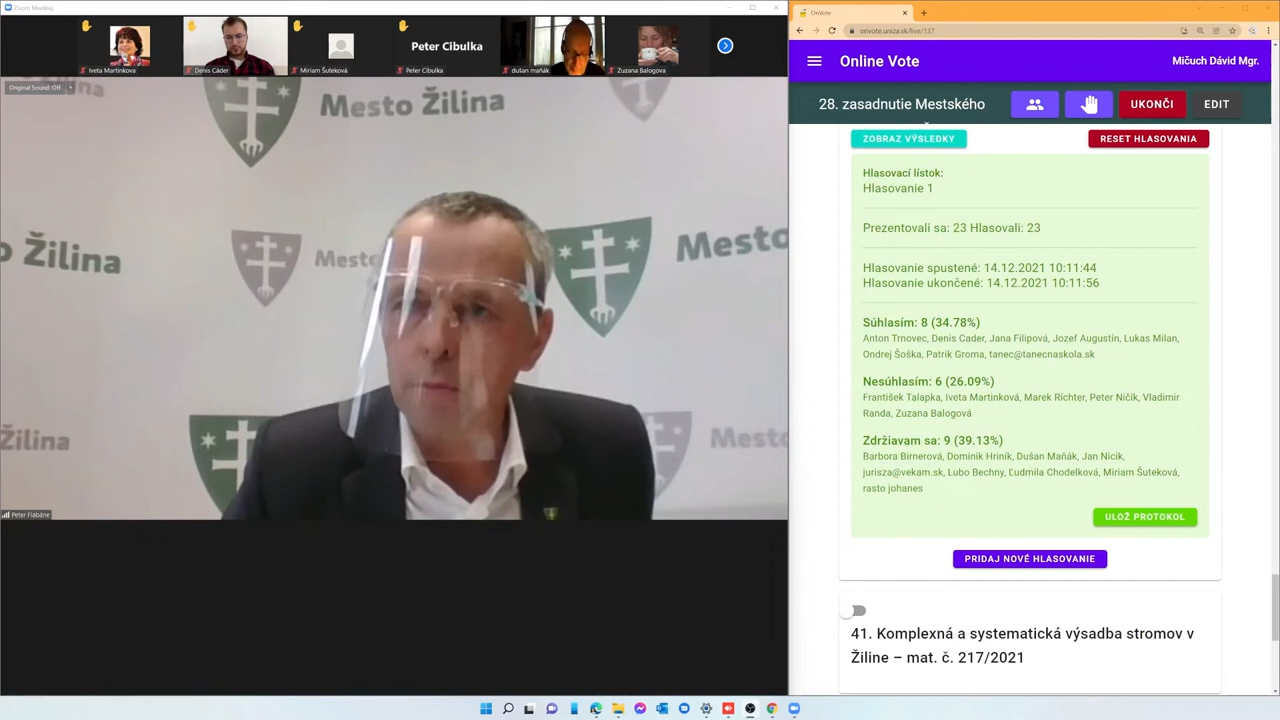 Zoom Meeting
Iveta Martinkova
Denis Cáder
Miriam Šuteková
Peter Cibulka
Peter Cibulka
dušan maňák
Zuzana Balogova
Original Sound: Off
Mesto Žilina
Mesto
to Žilina
Mesto
Mesto
Žilina
Mesto
Peter Fiabáne
OnVote
onvote.uniza.sk/live/137
Online Vote
Mičuch Dávid Mgr.
28. zasadnutie Mestského
UKONČI
EDIT
ZOBRAZ VÝSLEDKY
RESET HLASOVANIA
Hlasovací lístok:
Hlasovanie 1
Prezentovali sa: 23 Hlasovali: 23
Hlasovanie spustené: 14.12.2021 10:11:44
Hlasovanie ukončené: 14.12.2021 10:11:56
Súhlasím: 8 (34.78%)
Anton Trnovec, Denis Cader, Jana Filipová, Jozef Augustín, Lukas Milan,
Ondrej Šoška, Patrik Groma, tanec@tanecnaskola.sk
Nesúhlasím: 6 (26.09%)
František Talapka, Iveta Martinková, Marek Richter, Peter Ničík, Vladimir
Randa, Zuzana Balogová
Zdržiavam sa: 9 (39.13%)
Barbora Birnerová, Dominik Hriník, Dušan Maňák, Jan Nicik,
jurisza@vekam.sk, Lubo Bechny, Ľudmila Chodelková, Miriam Šuteková,
rasto johanes
ULOŽ PROTOKOL
PRIDAJ NOVÉ HLASOVANIE
41. Komplexná a systematická výsadba stromov v
Žiline – mat. č. 217/2021